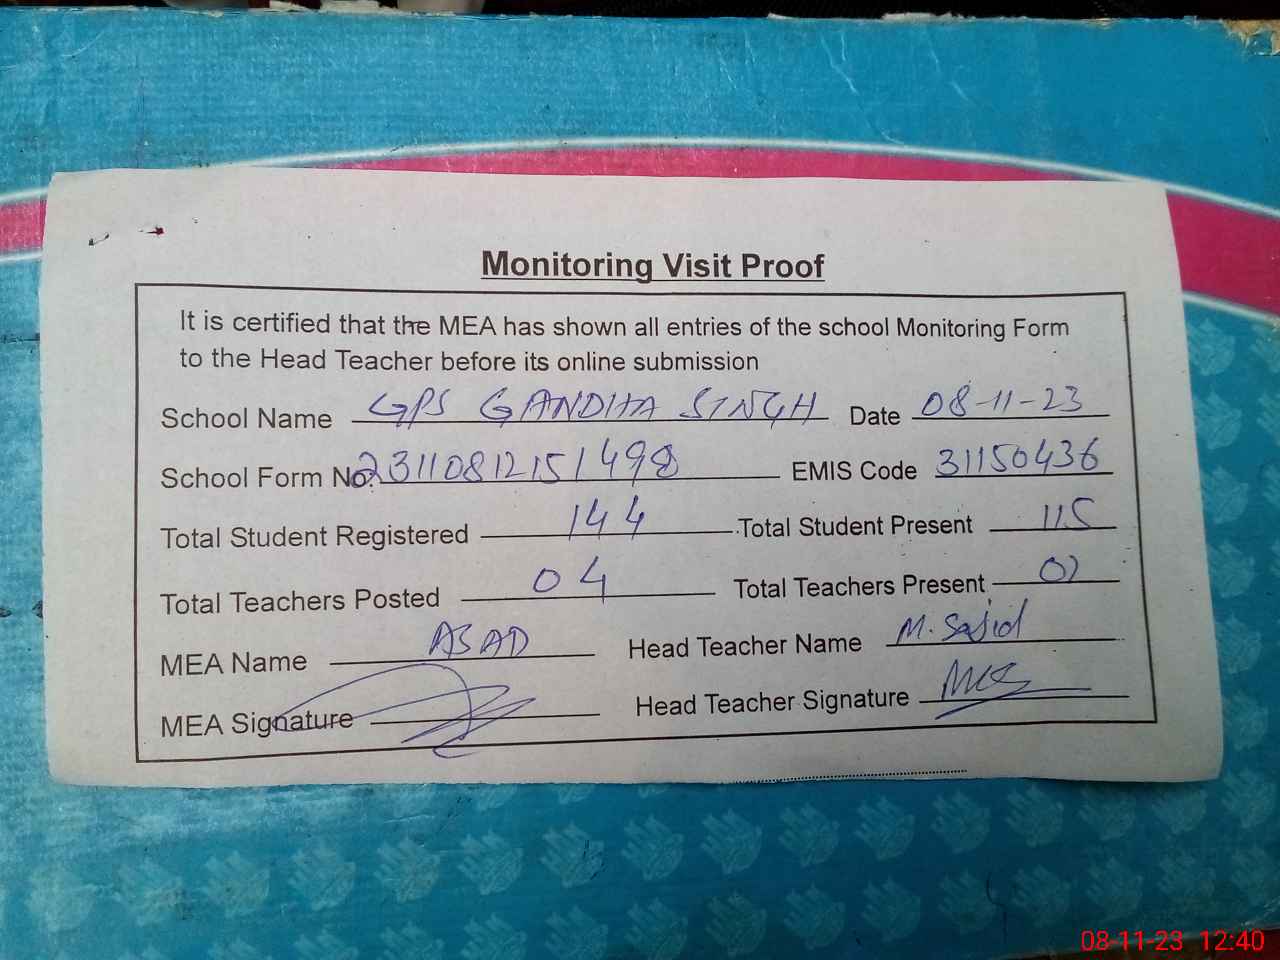 Monitoring Visit Proof
It is certified that the MEA has shown all entries of the school Monitoring Form
to the Head Teacher before its online submission
School Name GPS GANDHA SINGH Date 08-11-23
School Form No. 23110812151498 EMIS Code 31150436
Total Student Registered 144 Total Student Present 115
Total Teachers Posted 04 Total Teachers Present
MEA Name ASAD Head Teacher Name M. Sajid
MEA Signature Head Teacher Signature
08-11-23 12:40